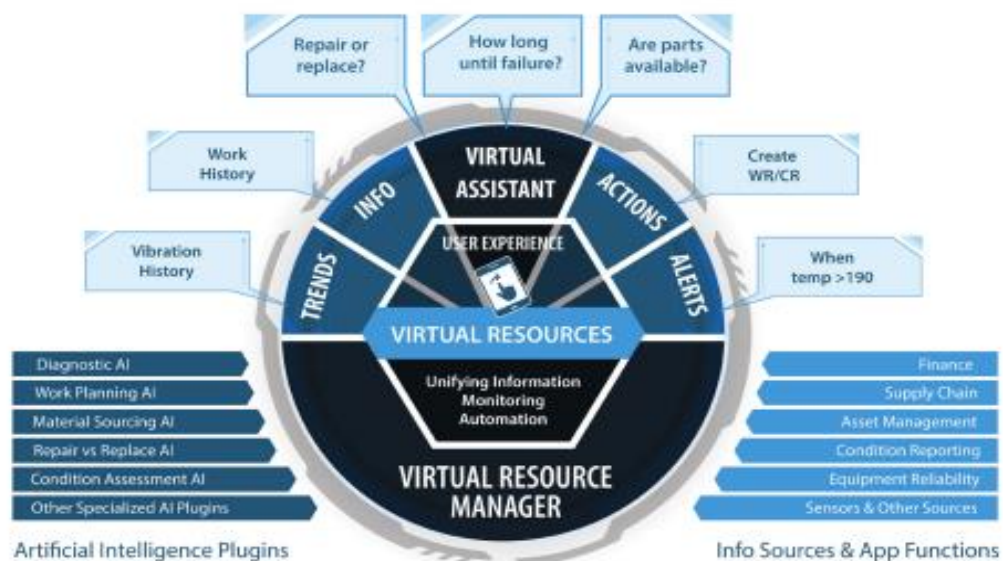 Repair or
replace?
How long
until failure?
Are parts
available?
Work
History
VIRTUAL
ASSISTANT
Create
WR/CR
INFO
ACTIONS
Vibration
History
USER EXPERIENCE
When
temp >190
TRENDS
ALERTS
VIRTUAL RESOURCES
Unifying Information
Monitoring
Automation
VIRTUAL RESOURCE
MANAGER
Diagnostic AI
Work Planning AI
Material Sourcing AI
Repair vs Replace AI
Condition Assessment AI
Other Specialized AI Plugins
Artificial Intelligence Plugins
Finance
Supply Chain
Asset Management
Condition Reporting
Equipment Reliability
Sensors & Other Sources
Info Sources & App Functions